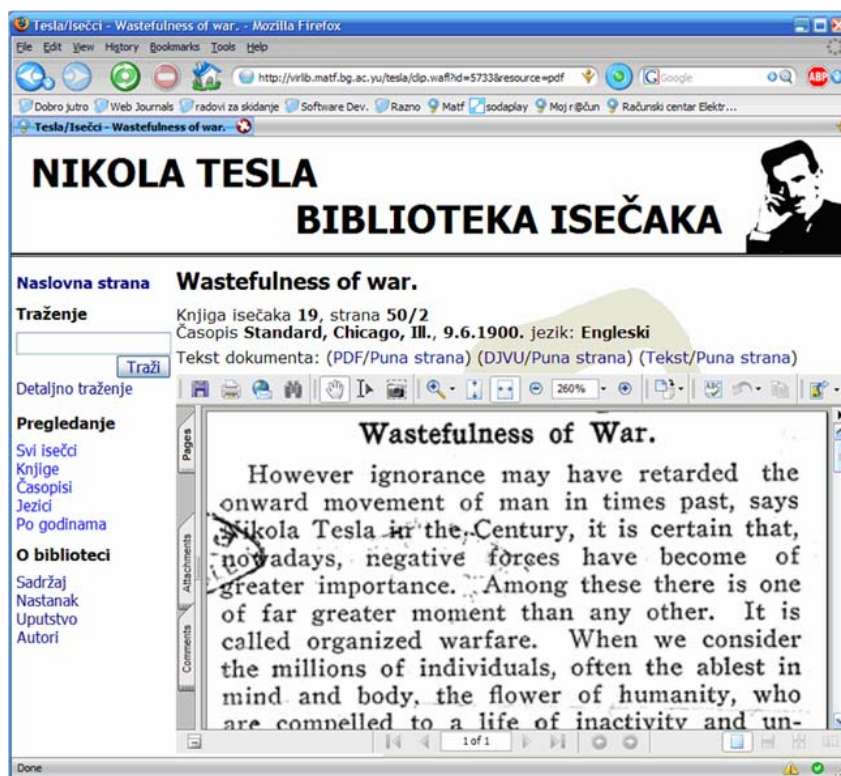 Tesla/Isečci - Wastefulness of war. - Mozilla Firefox
File Edit View History Bookmarks Tools Help
http://virlib.matf.bg.ac.yu/tesla/clip.wafl?id=5733&resource=pdf
Google
ABP
Dobro jutro Web Journals radovi za skidanje Software Dev. Razno Matf sodaplay Moj r@čun Računski centar Elektr...
Tesla/Isečci - Wastefulness of war.
NIKOLA TESLA
BIBLIOTEKA ISEČAKA
Naslovna strana
Traženje
Traži
Detaljno traženje
Pregledanje
Svi isečci
Knjige
Časopisi
Jezici
Po godinama
O biblioteci
Sadržaj
Nastanak
Uputstvo
Autori
Wastefulness of war.
Knjiga isečaka 19, strana 50/2
Časopis Standard, Chicago, Ill., 9.6.1900. jezik: Engleski
Tekst dokumenta: (PDF/Puna strana) (DJVU/Puna strana) (Tekst/Puna strana)
260%
Pages
Attachments
Comments
Wastefulness of War.
However ignorance may have retarded the
onward movement of man in times past, says
Nikola Tesla in the Century, it is certain that,
nowadays, negative forces have become of
greater importance. Among these there is one
of far greater moment than any other. It is
called organized warfare. When we consider
the millions of individuals, often the ablest in
mind and body, the flower of humanity, who
are compelled to a life of inactivity and un-
1 of 1
Done